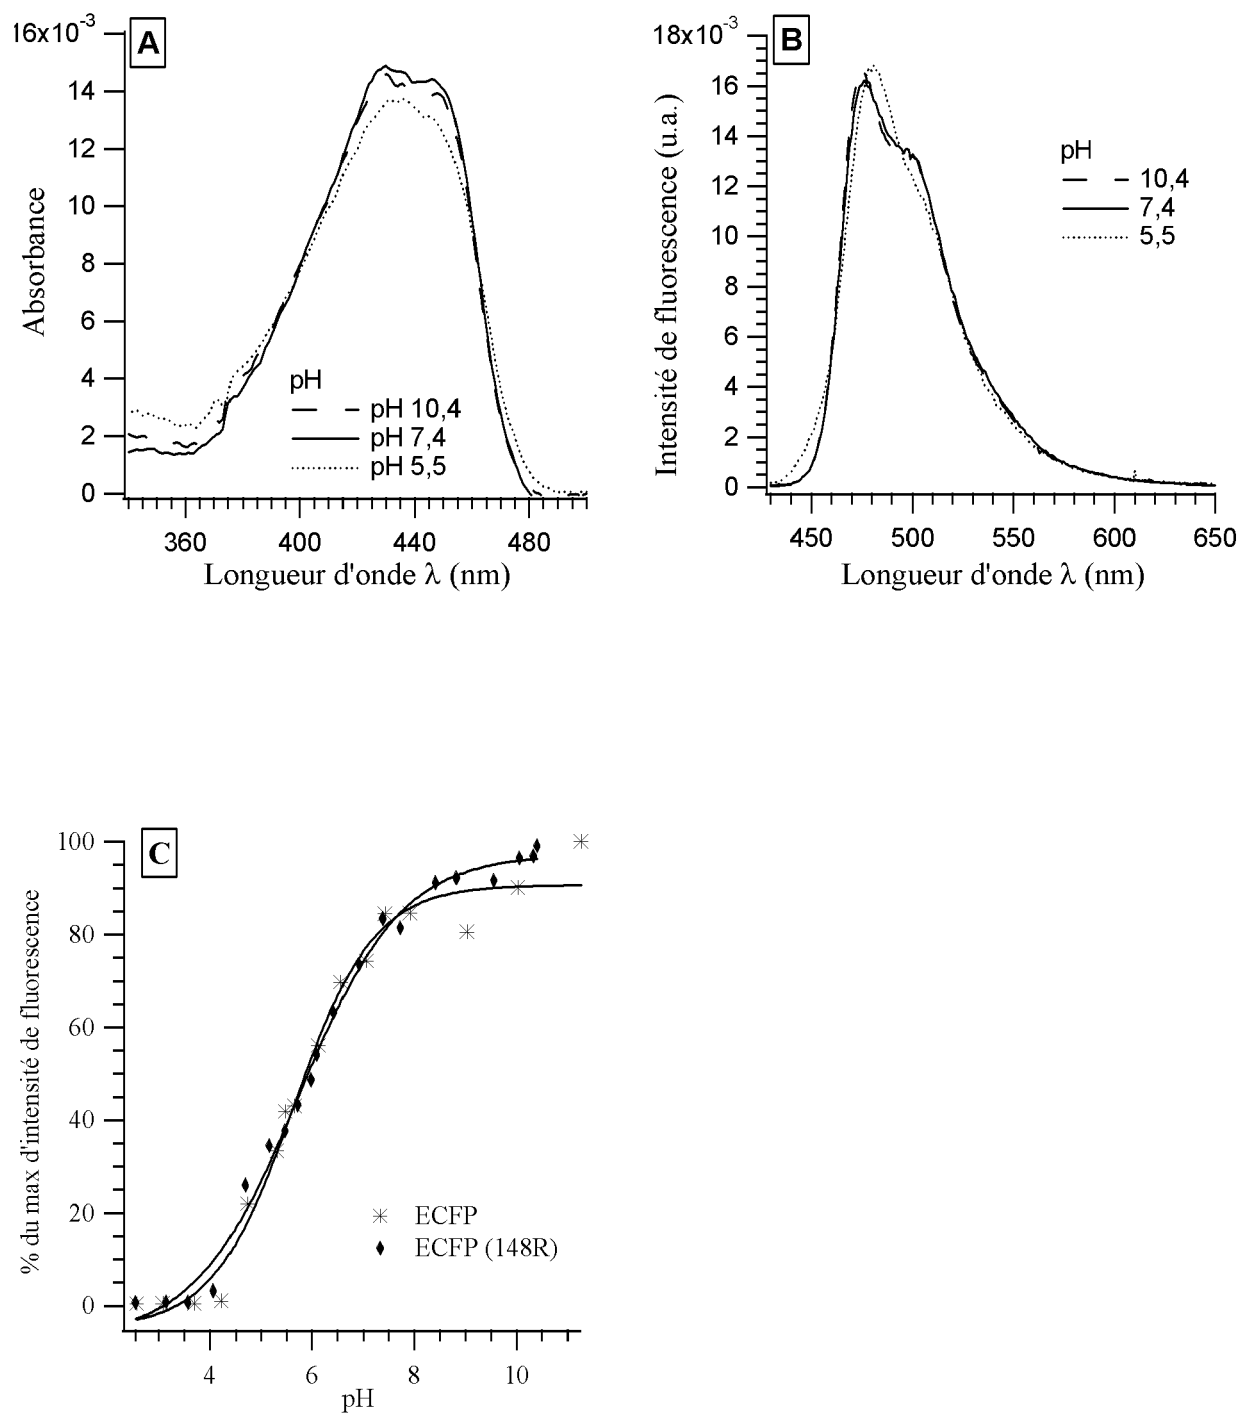 A
16x10-3
14
12
10
8
6
4
2
0
Absorbance
pH
pH 10,4
pH 7,4
pH 5,5
360 400 440 480
Longueur d'onde λ (nm)
B
18x10-3
16
14
12
10
8
6
4
2
0
Intensité de fluorescence (u.a.)
pH
10,4
7,4
5,5
450 500 550 600 650
Longueur d'onde λ (nm)
C
100
80
60
40
20
0
% du max d'intensité de fluorescence
ECFP
ECFP (148R)
4 6 8 10
pH